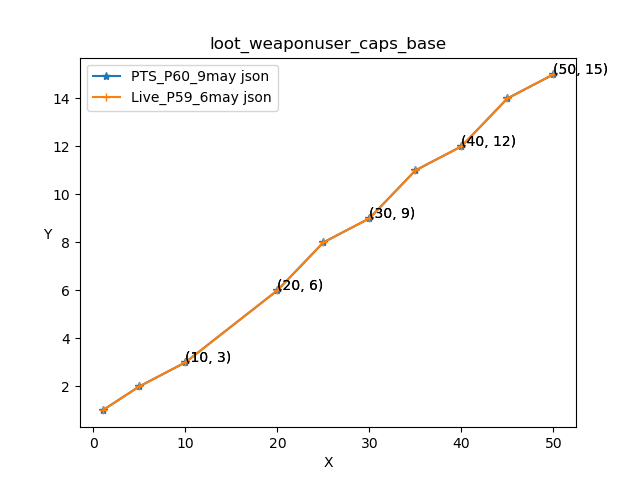 loot_weaponuser_caps_base
PTS_P60_9may json
Live_P59_6may json
(50, 15)
14
(40, 12)
12
10
(30, 9)
Y
8
(20, 6)
6
4
(10, 3)
2
0 10 20 30 40 50
X